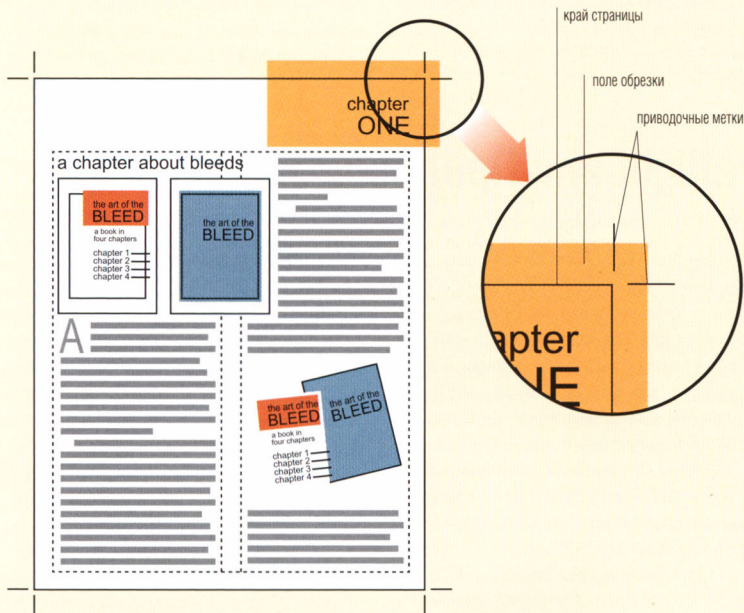 край страницы
поле обрезки
приводочные метки
chapter
ONE
a chapter about bleeds
the art of the
BLEED
a book in
four chapters
chapter 1
chapter 2
chapter 3
chapter 4
the art of the
BLEED
A
the art of the
BLEED
a book in
four chapters
chapter 1
chapter 2
chapter 3
chapter 4
the art of the
BLEED
apter
NE